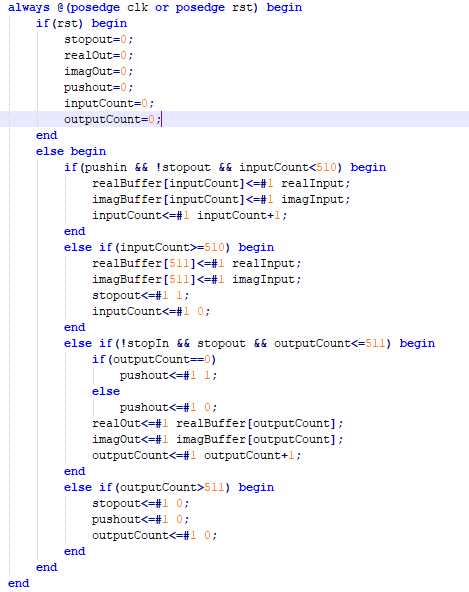 always @(posedge clk or posedge rst) begin
    if(rst) begin
        stopout=0;
        realOut=0;
        imagOut=0;
        pushout=0;
        inputCount=0;
        outputCount=0;
    end
    else begin
        if(pushin && !stopout && inputCount<510) begin
            realBuffer[inputCount]<=#1 realInput;
            imagBuffer[inputCount]<=#1 imagInput;
            inputCount<=#1 inputCount+1;
        end
        else if(inputCount>=510) begin
            realBuffer[511]<=#1 realInput;
            imagBuffer[511]<=#1 imagInput;
            stopout<=#1 1;
            inputCount<=#1 0;
        end
        else if(!stopIn && stopout && outputCount<=511) begin
            if(outputCount==0)
                pushout<=#1 1;
            else
                pushout<=#1 0;
            realOut<=#1 realBuffer[outputCount];
            imagOut<=#1 imagBuffer[outputCount];
            outputCount<=#1 outputCount+1;
        end
        else if(outputCount>511) begin
            stopout<=#1 0;
            pushout<=#1 0;
            outputCount<=#1 0;
        end
    end
end